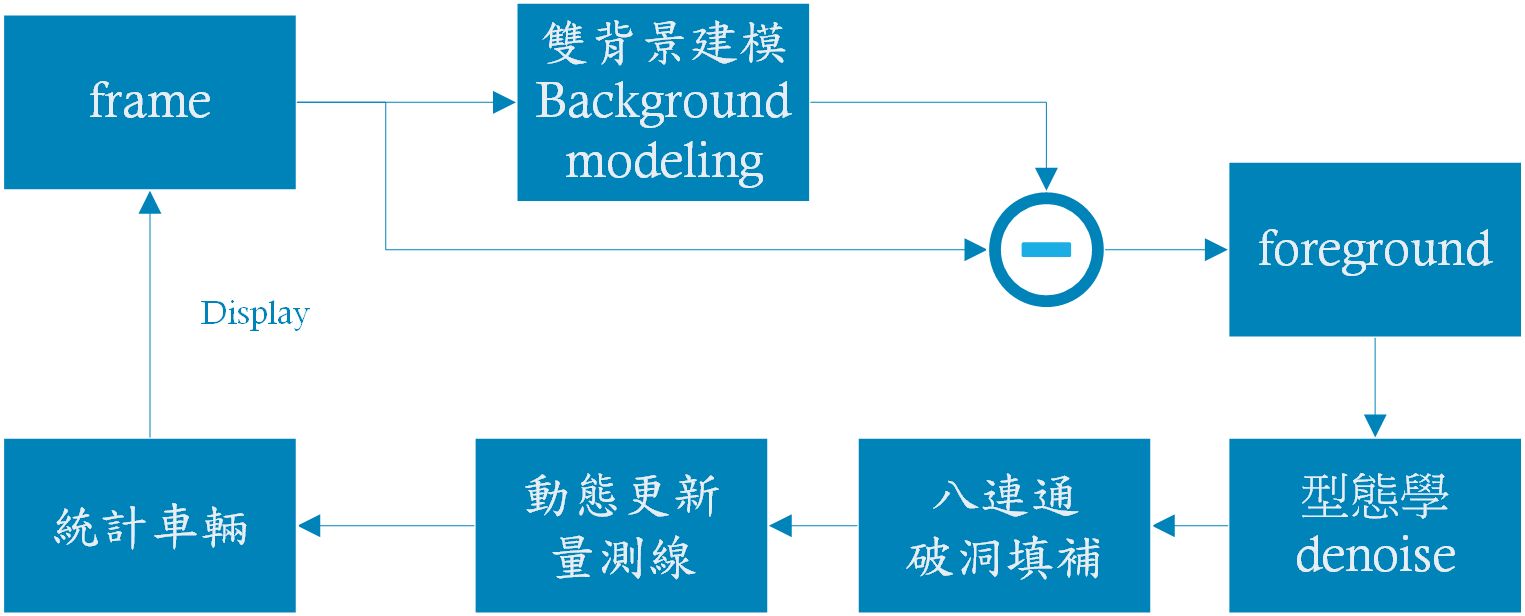 frame
雙背景建模
Background
modeling
foreground
Display
統計車輛
動態更新
量測線
八連通
破洞填補
型態學
denoise